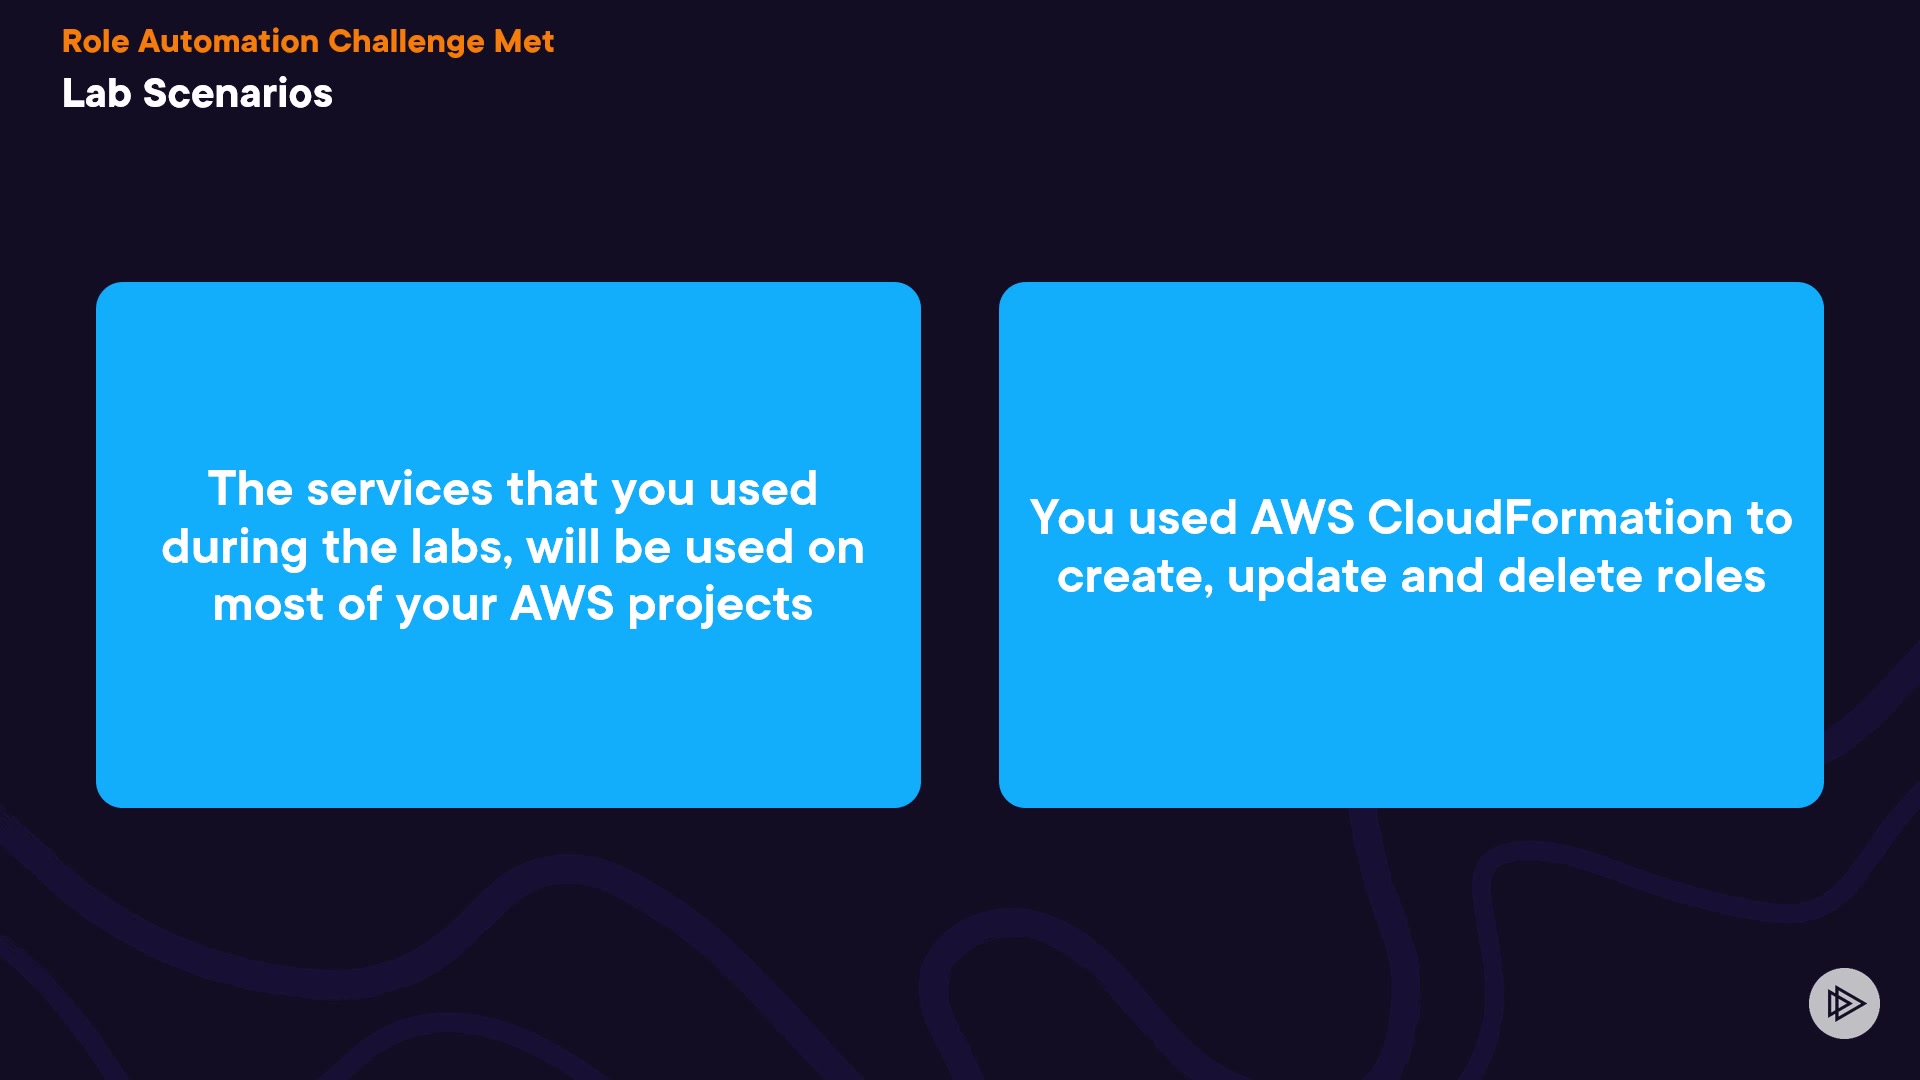 Role Automation Challenge Met
Lab Scenarios
The services that you used
during the labs, will be used on
most of your AWS projects
You used AWS CloudFormation to
create, update and delete roles